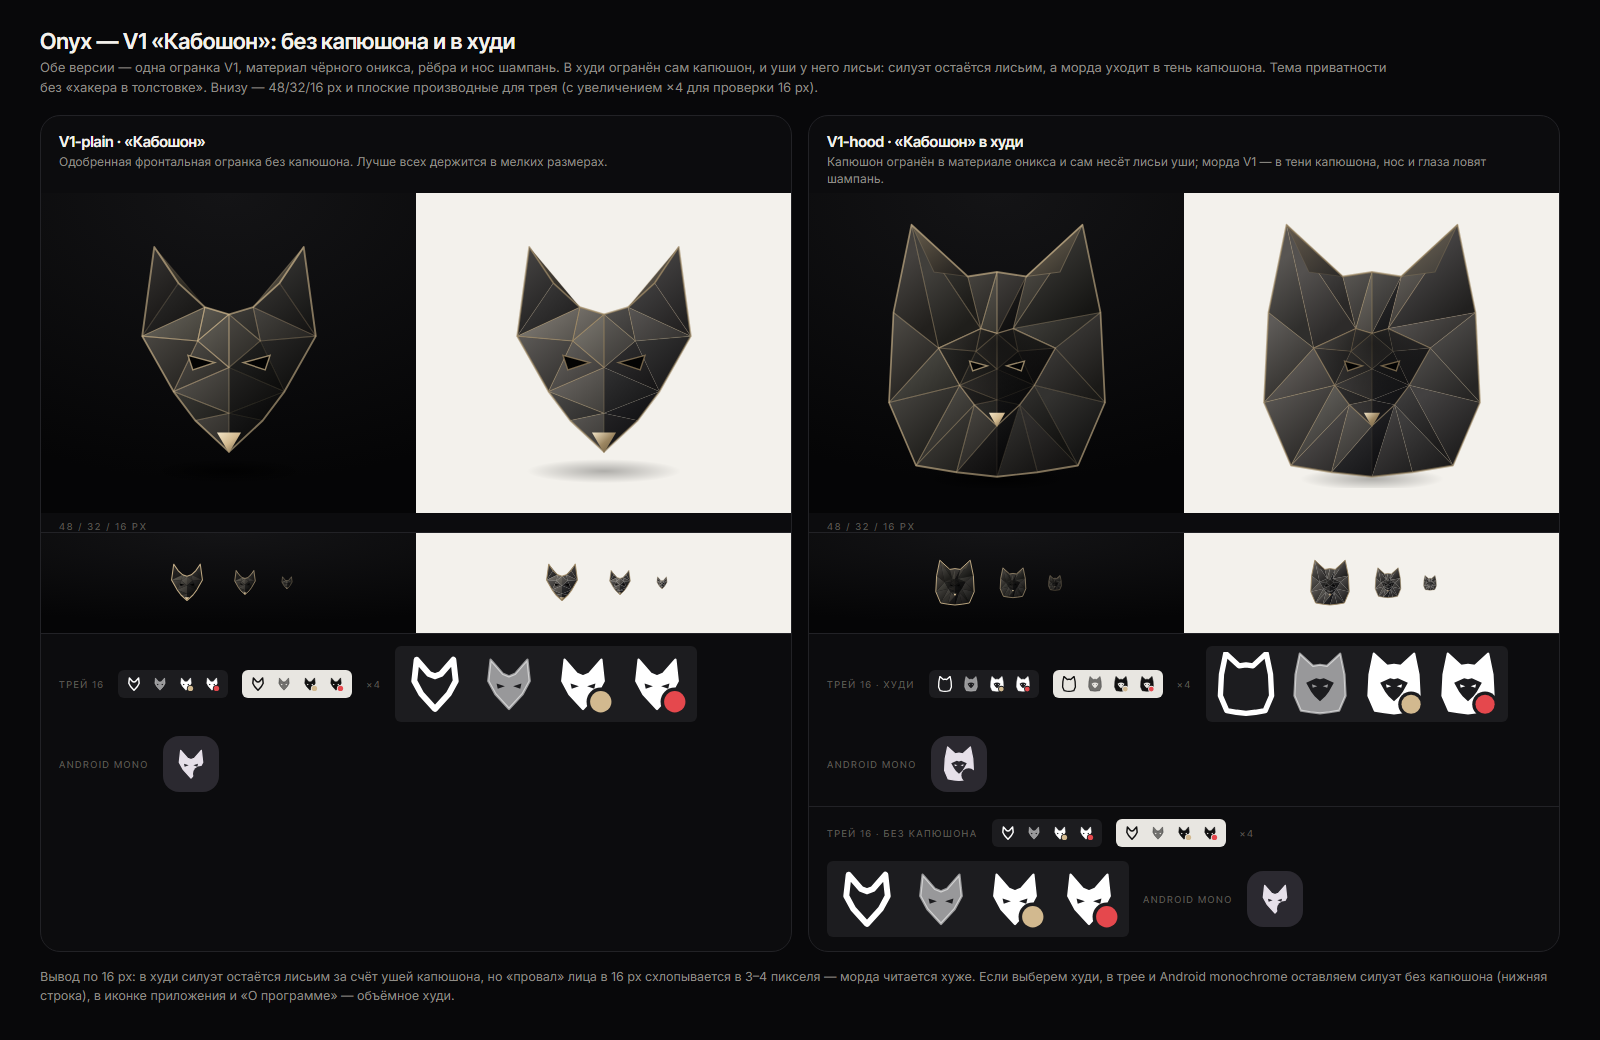 Onyx — V1 «Кабошон»: без капюшона и в худи
Обе версии — одна огранка V1, материал чёрного оникса, рёбра и нос шампань. В худи огранён сам капюшон, и уши у него лисьи: силуэт остаётся лисьим, а морда уходит в тень капюшона. Тема приватности
без «хакера в толстовке». Внизу — 48/32/16 px и плоские производные для трея (с увеличением ×4 для проверки 16 px).
V1-plain · «Кабошон»
Одобренная фронтальная огранка без капюшона. Лучше всех держится в мелких размерах.
48 / 32 / 16 PX
ТРЕЙ 16
×4
ANDROID MONO
V1-hood · «Кабошон» в худи
Капюшон огранён в материале оникса и сам несёт лисьи уши; морда V1 — в тени капюшона, нос и глаза ловят
шампань.
48 / 32 / 16 PX
ТРЕЙ 16 · ХУДИ
×4
ANDROID MONO
ТРЕЙ 16 · БЕЗ КАПЮШОНА
×4
ANDROID MONO
Вывод по 16 px: в худи силуэт остаётся лисьим за счёт ушей капюшона, но «провал» лица в 16 px схлопывается в 3–4 пикселя — морда читается хуже. Если выберем худи, в трее и Android monochrome оставляем силуэт без капюшона (нижняя
строка), в иконке приложения и «О программе» — объёмное худи.